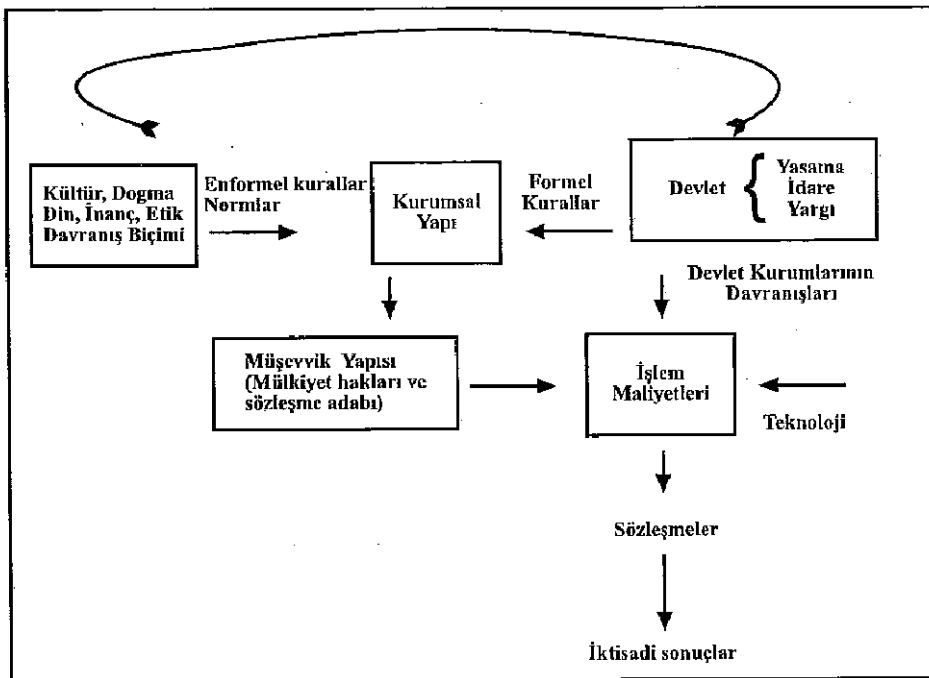 Kültür, Dogma
Din, İnanç, Etik
Davranış Biçimi
Enformel kurallar
Normlar
Kurumsal
Yapı
Formel
Kurallar
Devlet {
Yasama
İdare
Yargı
Devlet Kurumlarının
Davranışları
Müşevvik Yapısı
(Mülkiyet hakları ve
sözleşme adabı)
İşlem
Maliyetleri
Teknoloji
Sözleşmeler
İktisadi sonuçlar